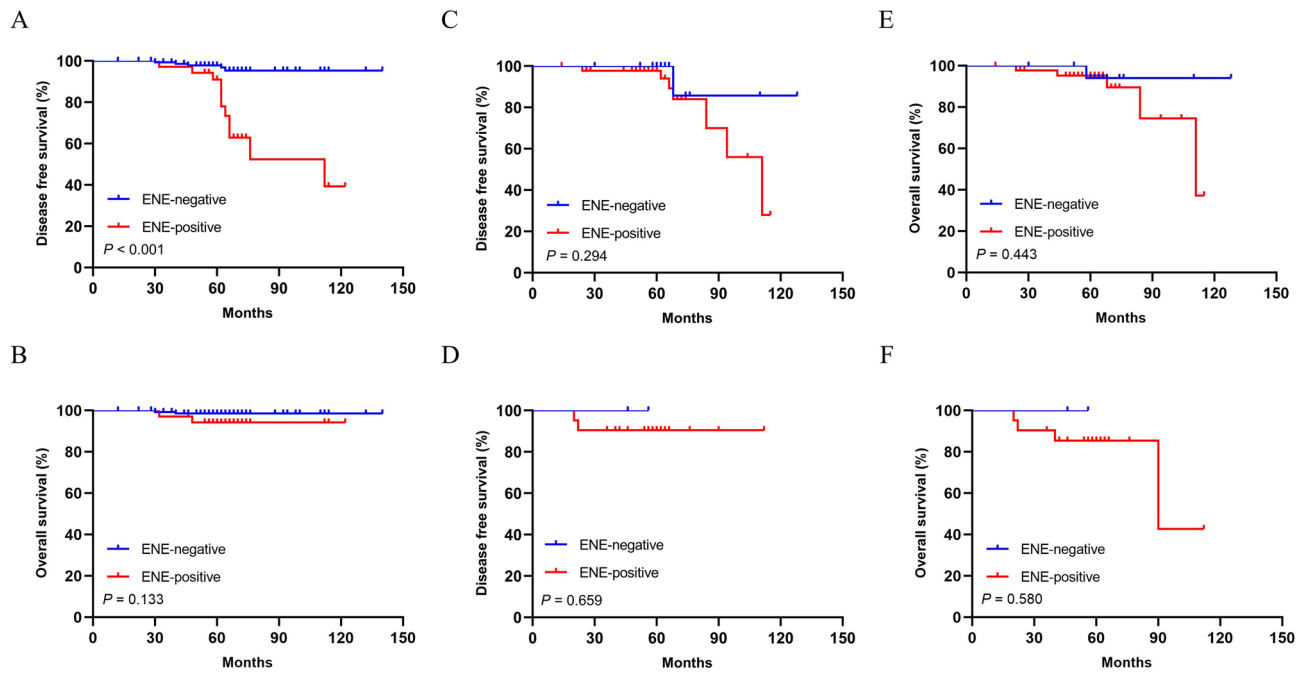 A
100
80
60
40
20
0
Disease free survival (%)
ENE-negative
ENE-positive
P < 0.001
0 30 60 90 120 150
Months
C
100
80
60
40
20
0
Disease free survival (%)
ENE-negative
ENE-positive
P = 0.294
0 30 60 90 120 150
Months
E
100
80
60
40
20
0
Overall survival (%)
ENE-negative
ENE-positive
P = 0.443
0 30 60 90 120 150
Months
B
100
80
60
40
20
0
Overall survival (%)
ENE-negative
ENE-positive
P = 0.133
0 30 60 90 120 150
Months
D
100
80
60
40
20
0
Disease free survival (%)
ENE-negative
ENE-positive
P = 0.659
0 30 60 90 120 150
Months
F
100
80
60
40
20
0
Overall survival (%)
ENE-negative
ENE-positive
P = 0.580
0 30 60 90 120 150
Months